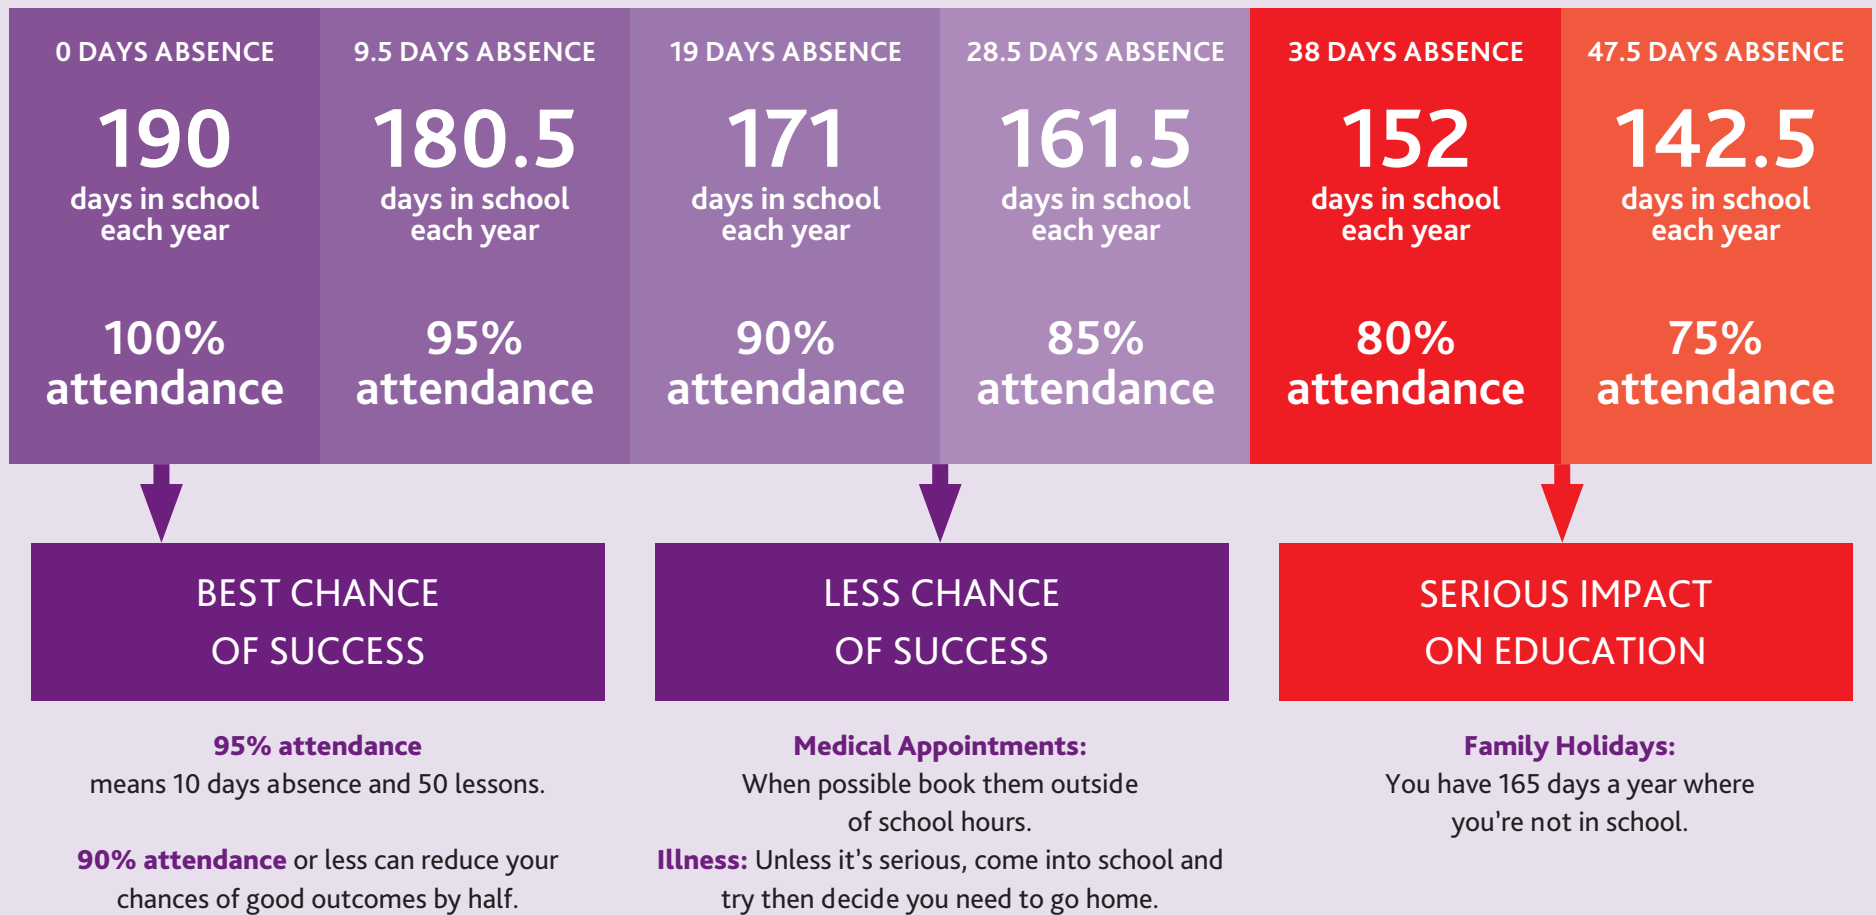 0 DAYS ABSENCE
190
days in school
each year
100%
attendance
9.5 DAYS ABSENCE
180.5
days in school
each year
95%
attendance
19 DAYS ABSENCE
171
days in school
each year
90%
attendance
28.5 DAYS ABSENCE
161.5
days in school
each year
85%
attendance
38 DAYS ABSENCE
152
days in school
each year
80%
attendance
47.5 DAYS ABSENCE
142.5
days in school
each year
75%
attendance
BEST CHANCE
OF SUCCESS
95% attendance
means 10 days absence and 50 lessons.
90% attendance or less can reduce your
chances of good outcomes by half.
LESS CHANCE
OF SUCCESS
Medical Appointments:
When possible book them outside
of school hours.
Illness: Unless it's serious, come into school and
try then decide you need to go home.
SERIOUS IMPACT
ON EDUCATION
Family Holidays:
You have 165 days a year where
you're not in school.